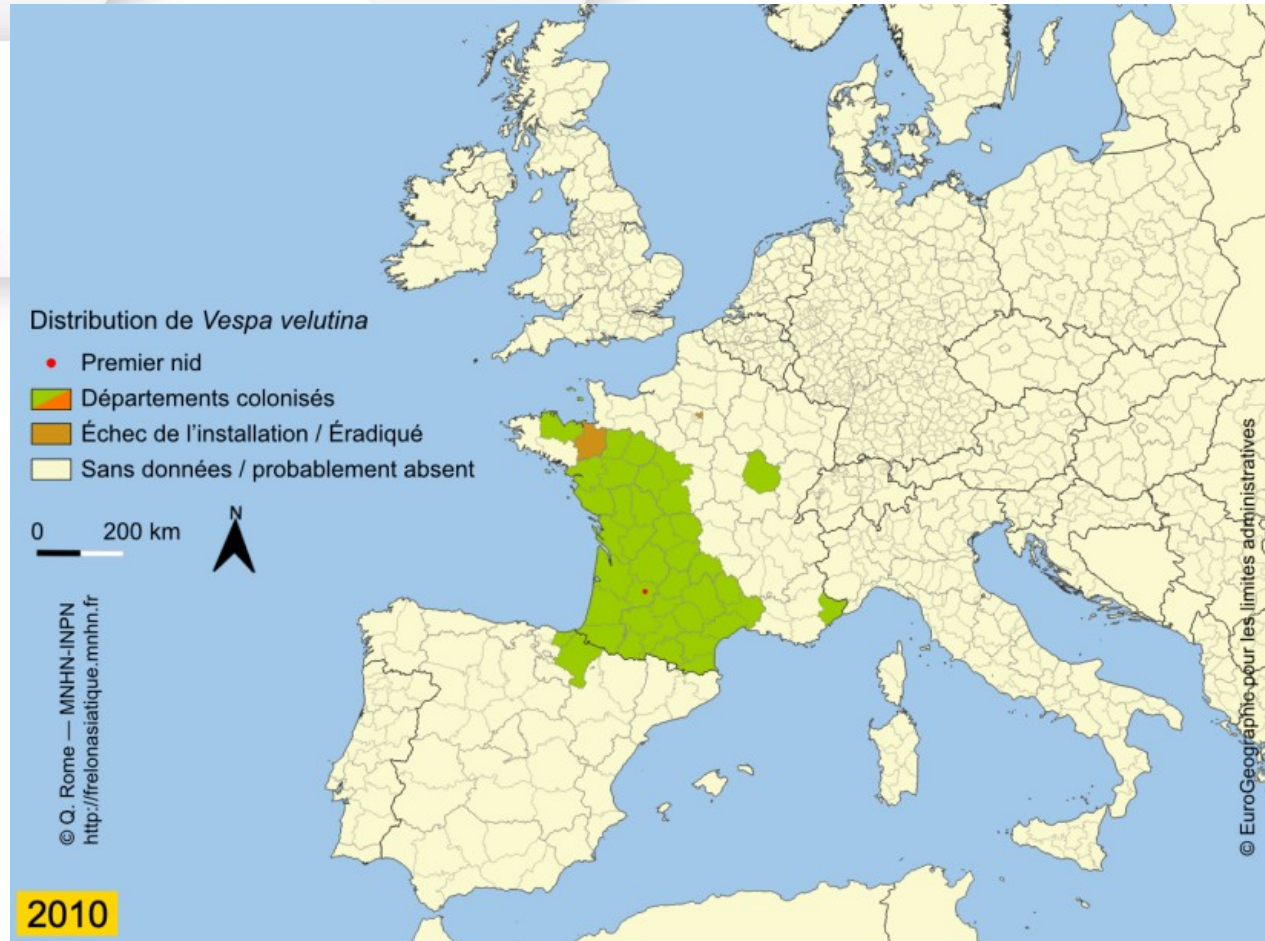 Distribution de Vespa velutina
Premier nid
Départements colonisés
Échec de l'installation / Éradiqué
Sans données / probablement absent
0 200 km
N
© Q. Rome — MNHN-INPN
http://frelonasiatique.mnhn.fr
© EuroGeographic pour les limites administratives
2010